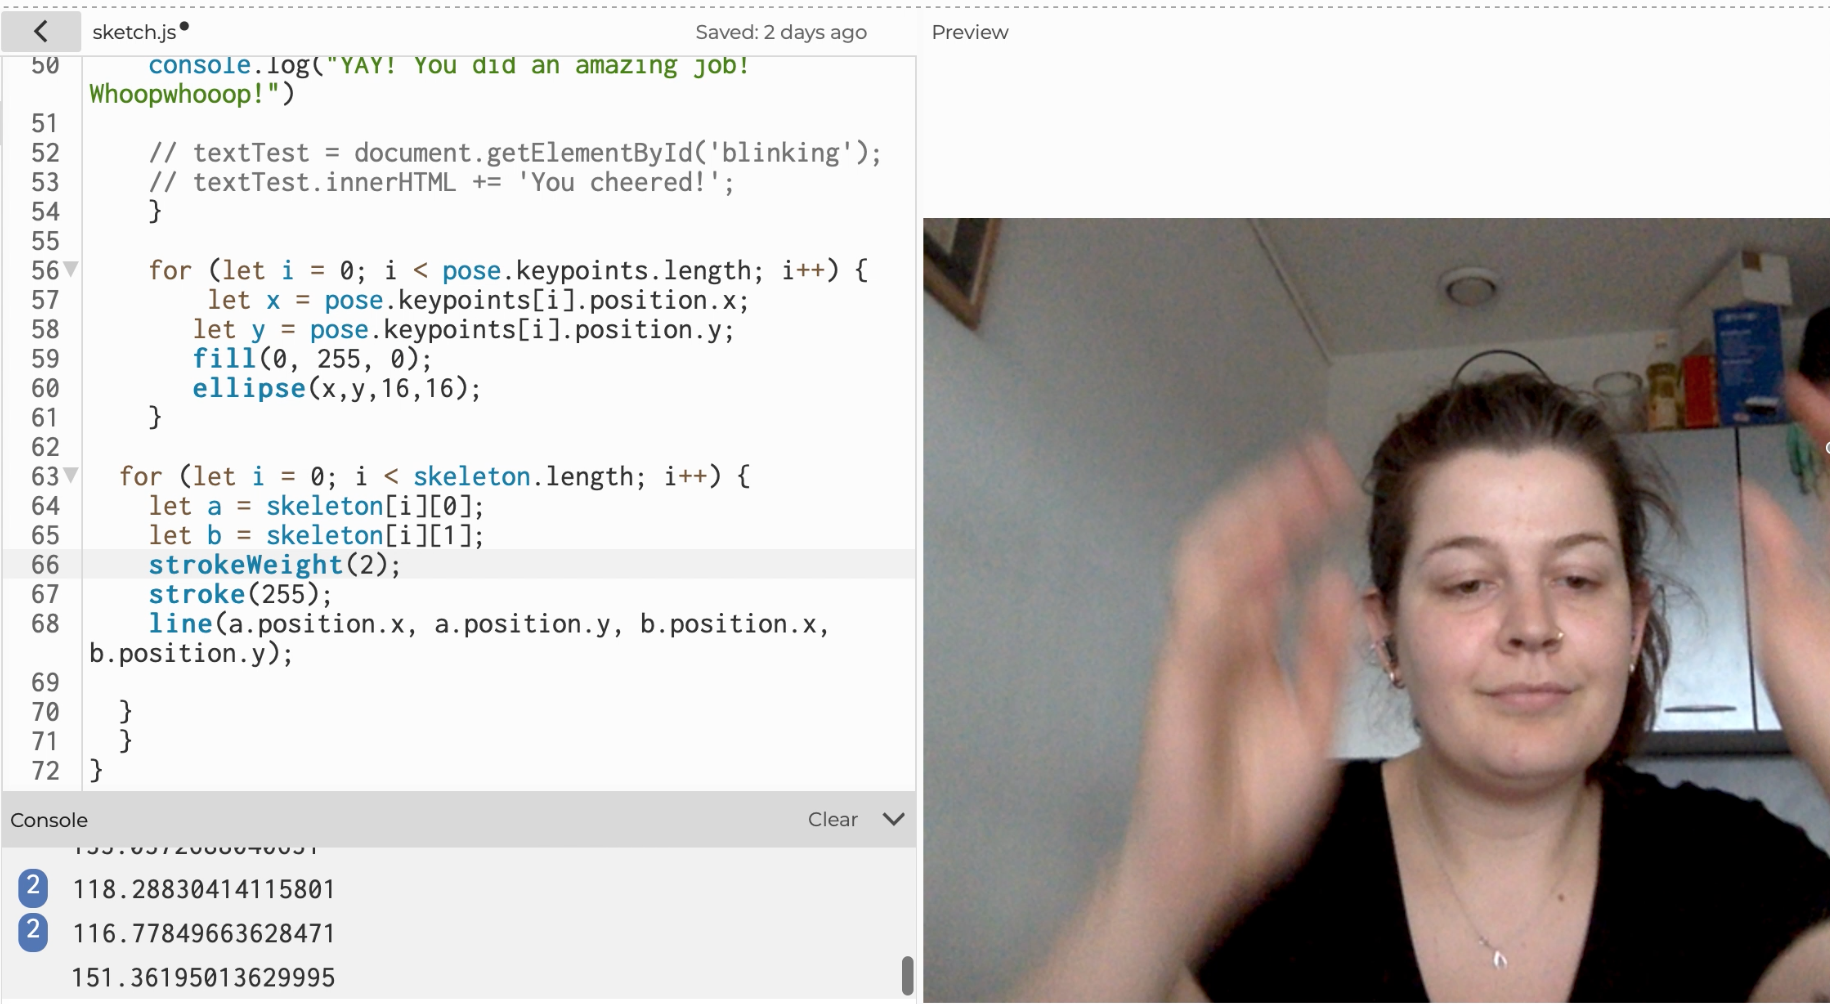 sketch.js
Saved: 2 days ago
Preview
50 console.log("YAY! You did an amazing job!
Whoopwhooop!")
51
52 // textTest = document.getElementById('blinking');
53 // textTest.innerHTML += 'You cheered!';
54 }
55
56 for (let i = 0; i < pose.keypoints.length; i++) {
57 let x = pose.keypoints[i].position.x;
58 let y = pose.keypoints[i].position.y;
59 fill(0, 255, 0);
60 ellipse(x,y,16,16);
61 }
62
63 for (let i = 0; i < skeleton.length; i++) {
64 let a = skeleton[i][0];
65 let b = skeleton[i][1];
66 strokeWeight(2);
67 stroke(255);
68 line(a.position.x, a.position.y, b.position.x,
b.position.y);
69
70 }
71 }
72 }
Console
Clear
2 118.28830414115801
2 116.77849663628471
151.36195013629995